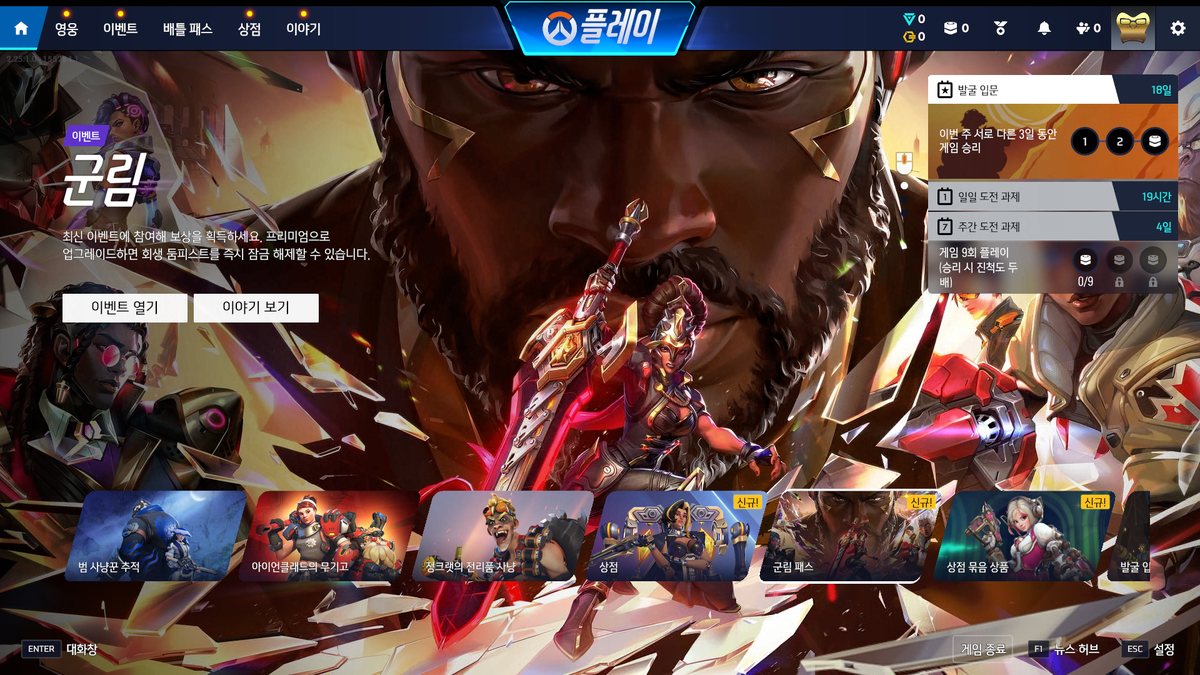 영웅
이벤트
배틀 패스
상점
이야기
플레이
0
0
0
0
발굴 입문
18일
이번 주 서로 다른 3일 동안
게임 승리
1
2
1
일일 도전 과제
19시간
7
주간 도전 과제
4일
게임 9회 플레이
(승리 시 진척도 두
배)
0/9
이벤트
군림
최신 이벤트에 참여해 보상을 획득하세요. 프리미엄으로
업그레이드하면 회생 둠피스트를 즉시 잠금 해제할 수 있습니다.
이벤트 열기
이야기 보기
범 사냥꾼 추적
아이언클래드의 무기고
정크랫의 전리품 사냥
신규!
상점
신규!
군림 패스
신규!
상점 묶음 상품
발굴 입
ENTER
대화창
게임 종료
F1
뉴스 허브
ESC
설정